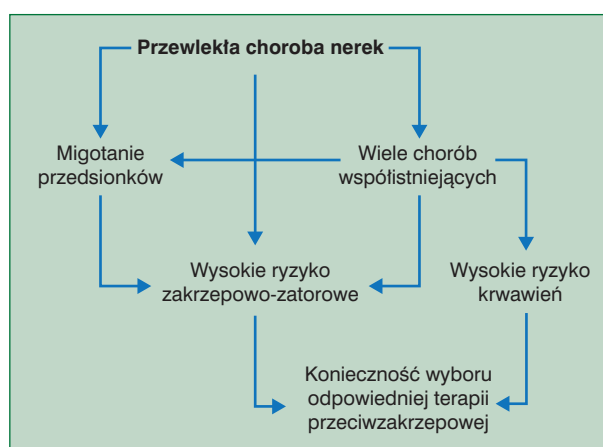 Przewlekła choroba nerek
Migotanie
przedsionków
Wiele chorób
współistniejących
Wysokie ryzyko
zakrzepowo-zatorowe
Wysokie ryzyko
krwawień
Konieczność wyboru
odpowiedniej terapii
przeciwzakrzepowej